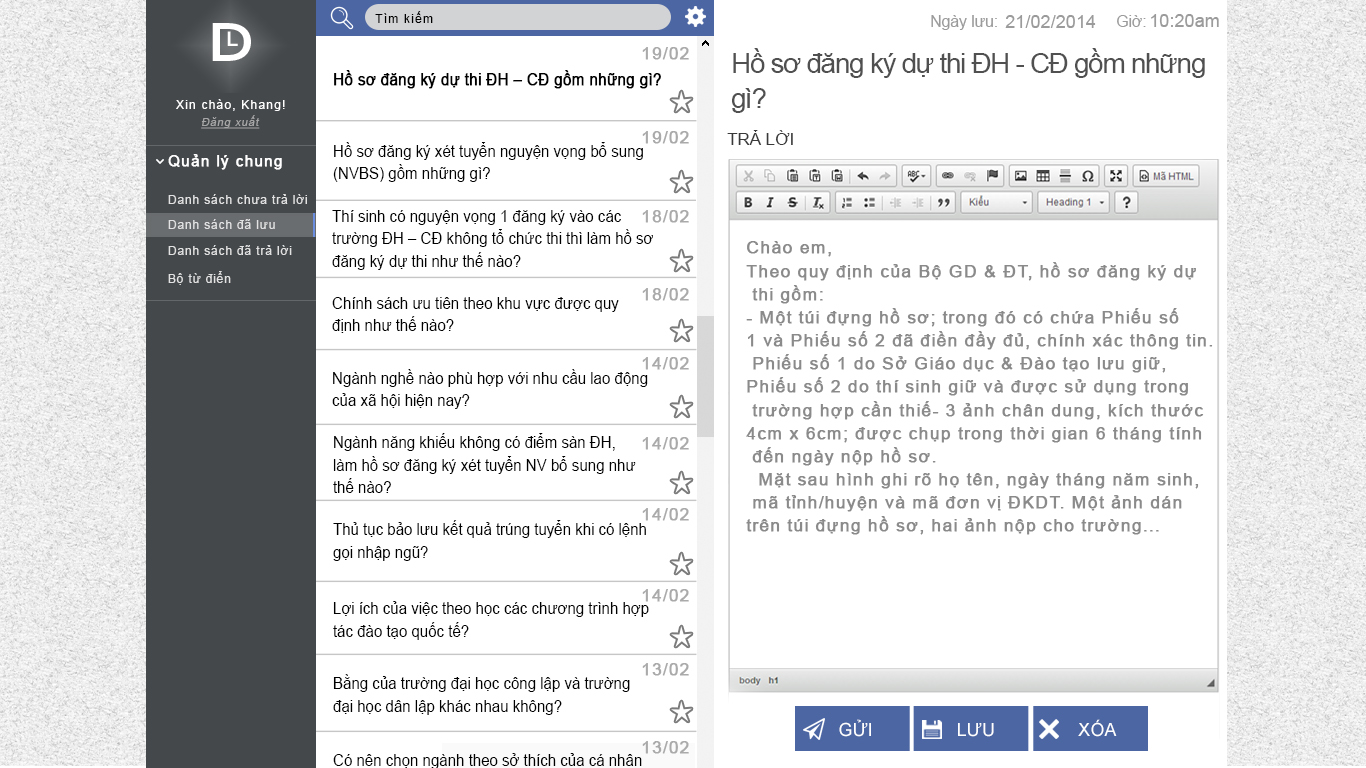 DL
Xin chào, Khang!
Đăng xuất
Quản lý chung
Danh sách chưa trả lời
Danh sách đã lưu
Danh sách đã trả lời
Bộ từ điển
Tìm kiếm
19/02
Hồ sơ đăng ký dự thi ĐH – CĐ gồm những gì?
19/02
Hồ sơ đăng ký xét tuyển nguyện vọng bổ sung
(NVBS) gồm những gì?
18/02
Thí sinh có nguyện vọng 1 đăng ký vào các
trường ĐH – CĐ không tổ chức thi thì làm hồ sơ
đăng ký dự thi như thế nào?
18/02
Chính sách ưu tiên theo khu vực được quy
định như thế nào?
14/02
Ngành nghề nào phù hợp với nhu cầu lao động
của xã hội hiện nay?
14/02
Ngành năng khiếu không có điểm sàn ĐH,
làm hồ sơ đăng ký xét tuyển NV bổ sung như
thế nào?
14/02
Thủ tục bảo lưu kết quả trúng tuyển khi có lệnh
gọi nhập ngũ?
14/02
Lợi ích của việc theo học các chương trình hợp
tác đào tạo quốc tế?
13/02
Bằng của trường đại học công lập và trường
đại học dân lập khác nhau không?
13/02
Có nên chọn ngành theo sở thích của cá nhân
Ngày lưu: 21/02/2014 Giờ: 10:20am
Hồ sơ đăng ký dự thi ĐH - CĐ gồm những
gì?
TRẢ LỜI
Mã HTML
B I S Tx Kiểu Heading 1 ?
Chào em,
Theo quy định của Bộ GD & ĐT, hồ sơ đăng ký dự
thi gồm:
- Một túi đựng hồ sơ; trong đó có chứa Phiếu số
1 và Phiếu số 2 đã điền đầy đủ, chính xác thông tin.
Phiếu số 1 do Sở Giáo dục & Đào tạo lưu giữ,
Phiếu số 2 do thí sinh giữ và được sử dụng trong
trường hợp cần thiế- 3 ảnh chân dung, kích thước
4cm x 6cm; được chụp trong thời gian 6 tháng tính
đến ngày nộp hồ sơ.
Mặt sau hình ghi rõ họ tên, ngày tháng năm sinh,
mã tỉnh/huyện và mã đơn vị ĐKDT. Một ảnh dán
trên túi đựng hồ sơ, hai ảnh nộp cho trường...
body h1
GỬI LƯU XÓA